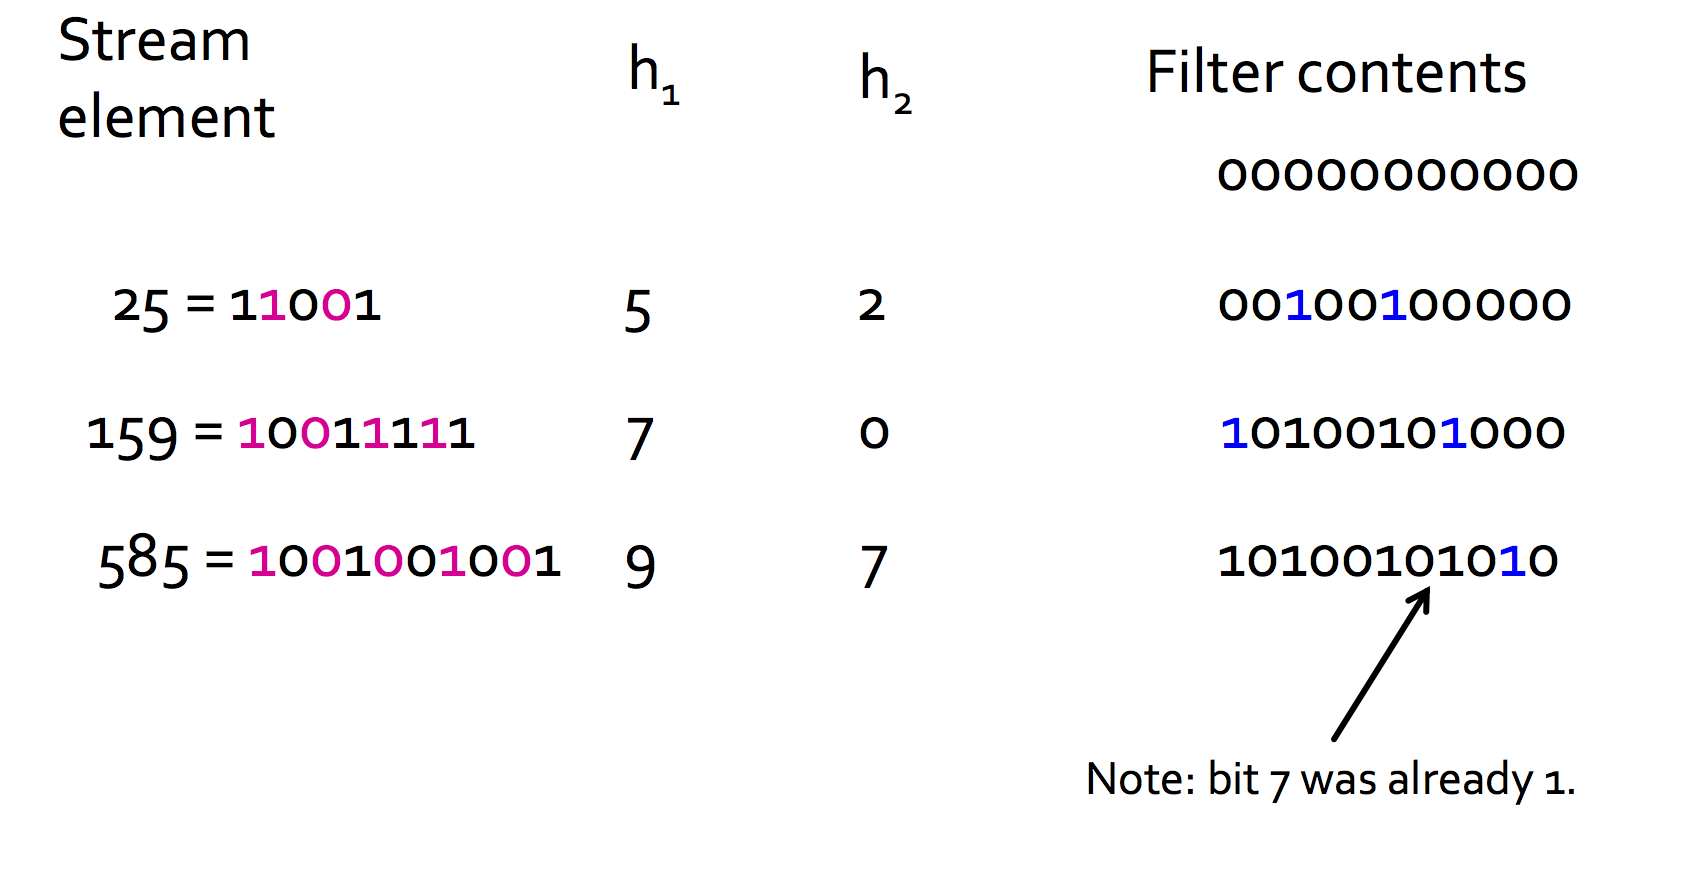 Stream
element
h1
h2
Filter contents
00000000000
25 = 11001
5
2
00100100000
159 = 10011111
7
0
10100101000
585 = 1001001001
9
7
10100101010
Note: bit 7 was already 1.